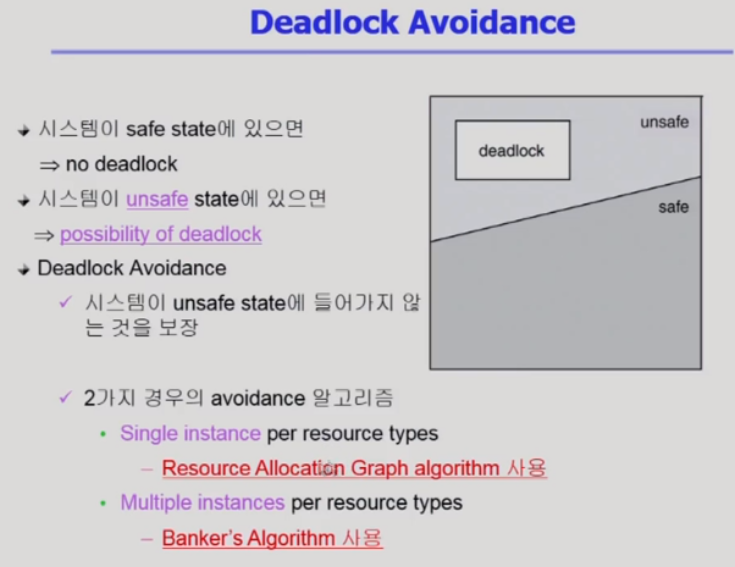 Deadlock Avoidance
시스템이 safe state에 있으면
⇒ no deadlock
시스템이 unsafe state에 있으면
⇒ possibility of deadlock
Deadlock Avoidance
✓ 시스템이 unsafe state에 들어가지 않
는 것을 보장
✓ 2가지 경우의 avoidance 알고리즘
• Single instance per resource types
– Resource Allocation Graph algorithm 사용
• Multiple instances per resource types
– Banker's Algorithm 사용
unsafe
deadlock
safe